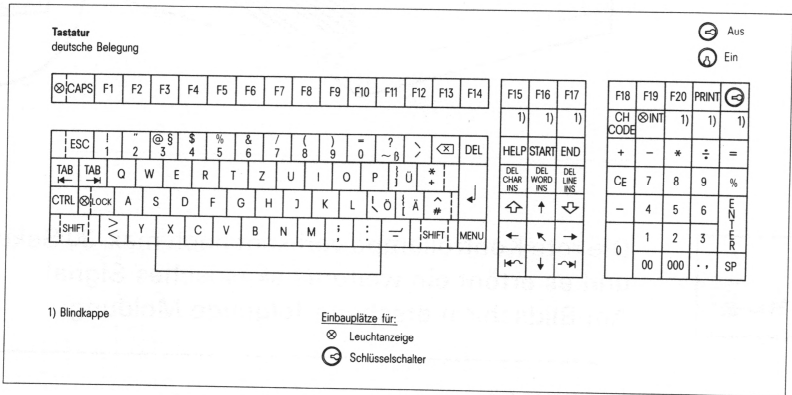 Tastatur
deutsche Belegung
Aus
Ein
⊗ CAPS F1 F2 F3 F4 F5 F6 F7 F8 F9 F10 F11 F12 F13 F14
F15 F16 F17
F18 F19 F20 PRINT
1) 1) 1)
CH CODE ⊗INT 1) 1) 1)
ESC ! 1 " 2 @ § 3 $ 4 % 5 & 6 / 7 ( 8 ) 9 = 0 ? ~ ß \ / ⌫ DEL
HELP START END
+ − * ÷ =
TAB TAB Q W E R T Z U I O P } ] Ü * +
DEL CHAR INS DEL WORD INS DEL LINE INS
CE 7 8 9 %
CTRL ⊗ LOCK A S D F G H J K L \ Ö { [ Ä ^ #
⇧ ↑ ⇩
− 4 5 6 ENTER
SHIFT > < Y X C V B N M ; , : . — - SHIFT MENU
← ↖ →
0 1 2 3
↓
00 000 . , SP
1) Blindkappe
Einbauplätze für:
⊗ Leuchtanzeige
Schlüsselschalter